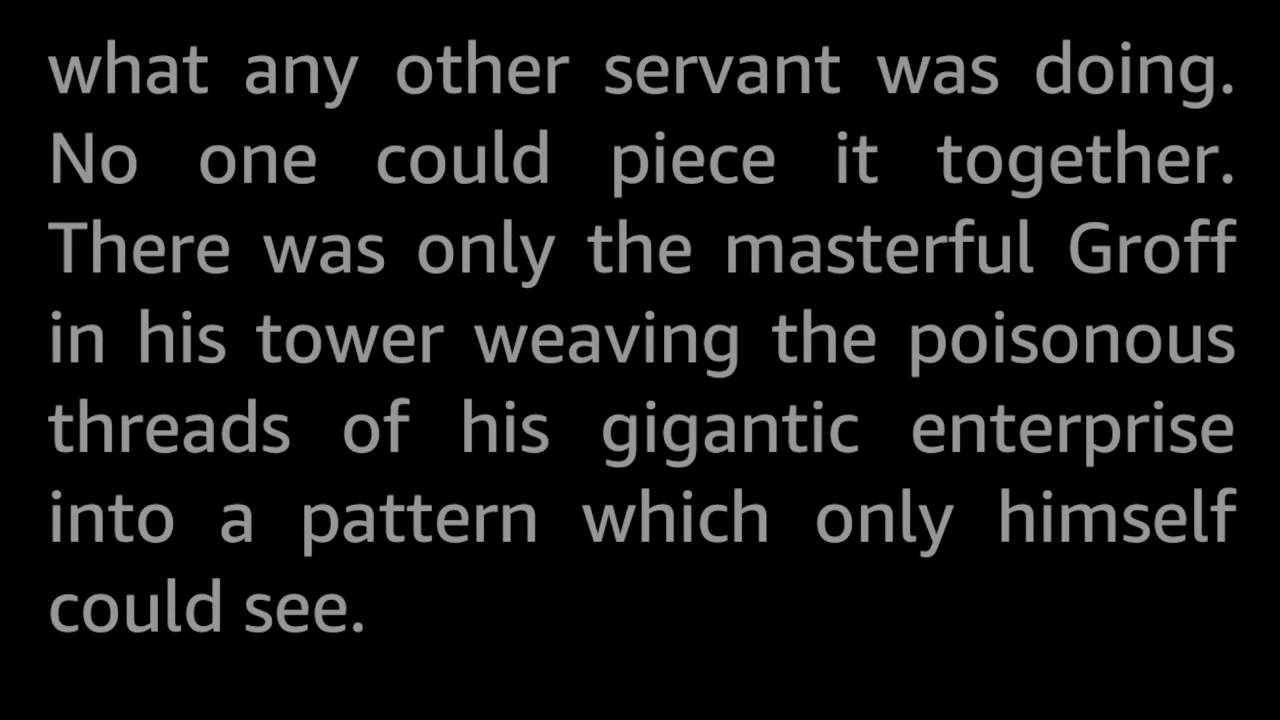 what any other servant was doing.
No one could piece it together.
There was only the masterful Groff
in his tower weaving the poisonous
threads of his gigantic enterprise
into a pattern which only himself
could see.